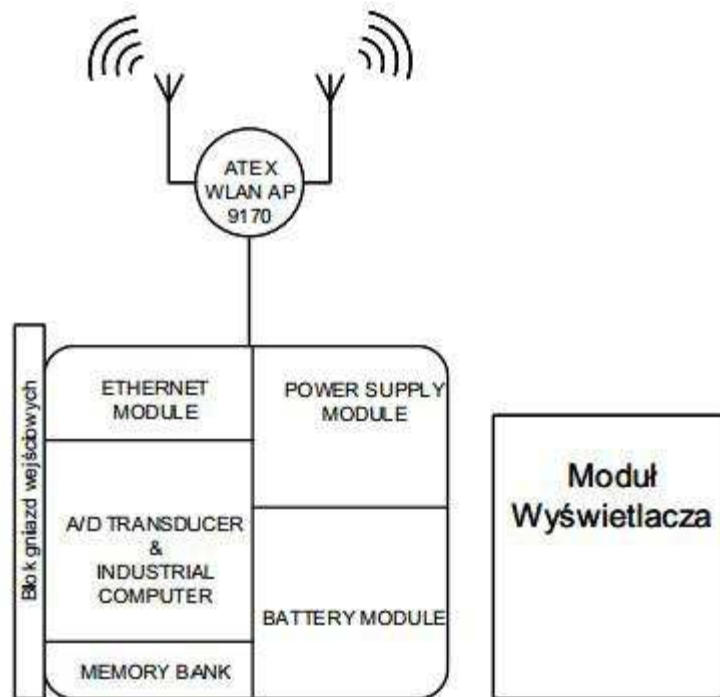 ATEX
WLAN AP
9170
Blok gniazd wejściowych
ETHERNET
MODULE
POWER SUPPLY
MODULE
A/D TRANSDUCER
&
INDUSTRIAL
COMPUTER
BATTERY MODULE
MEMORY BANK
Moduł
Wyświetlacza